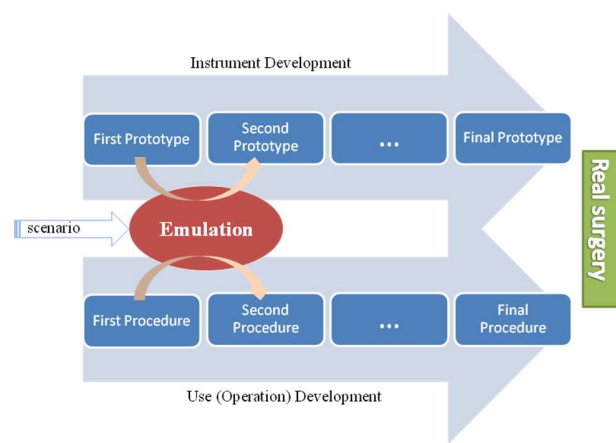 Instrument Development
First Prototype
Second
Prototype
...
Final Prototype
Real surgery
scenario
Emulation
First Procedure
Second
Procedure
...
Final
Procedure
Use (Operation) Development